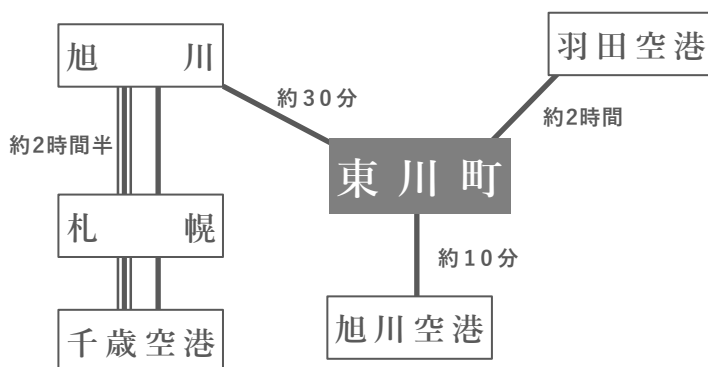 旭川
羽田空港
約30分
約2時間
約2時間半
東川町
札幌
約10分
旭川空港
千歳空港